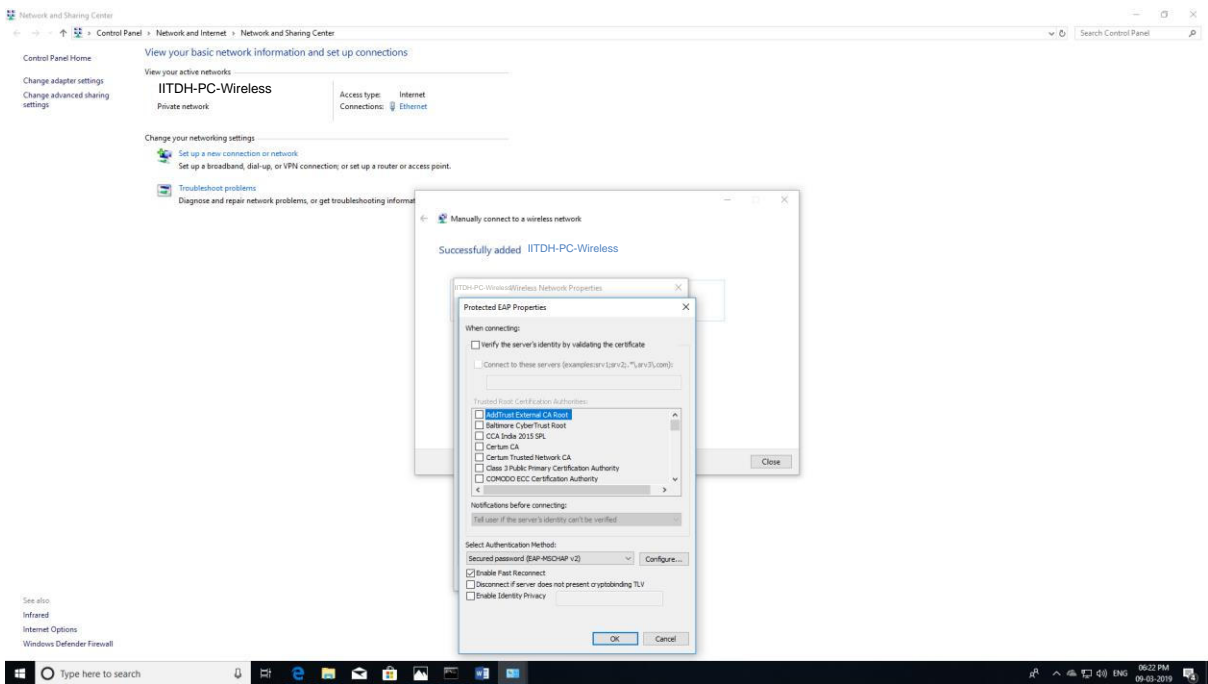 Network and Sharing Center
Control Panel > Network and Internet > Network and Sharing Center
Search Control Panel
Control Panel Home
Change adapter settings
Change advanced sharing
settings
View your basic network information and set up connections
View your active networks
IITDH-PC-Wireless
Private network
Access type: Internet
Connections: Ethernet
Change your networking settings
Set up a new connection or network
Set up a broadband, dial-up, or VPN connection; or set up a router or access point.
Troubleshoot problems
Diagnose and repair network problems, or get troubleshooting informat
Manually connect to a wireless network
Successfully added IITDH-PC-Wireless
Wireless Network Properties
Protected EAP Properties
When connecting:
Verify the server's identity by validating the certificate
Connect to these servers (examples:srv1;srv2;.*\.srv3\.com):
Trusted Root Certification Authorities:
AddTrust External CA Root
Baltimore CyberTrust Root
CCA India 2015 SPL
Certum CA
Certum Trusted Network CA
Class 3 Public Primary Certification Authority
COMODO ECC Certification Authority
Notifications before connecting:
Tell user if the server's identity can't be verified
Select Authentication Method:
Secured password (EAP-MSCHAP v2)
Configure...
Enable Fast Reconnect
Disconnect if server does not present cryptobinding TLV
Enable Identity Privacy
OK
Cancel
Close
See also
Infrared
Internet Options
Windows Defender Firewall
Type here to search
ENG
06:22 PM
09-03-2019